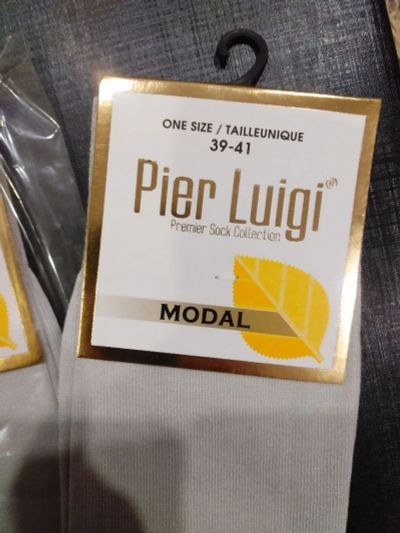 ONE SIZE / TAILLEUNIQUE
39-41
Pier Luigi®
Premier Sock Collection
MODAL